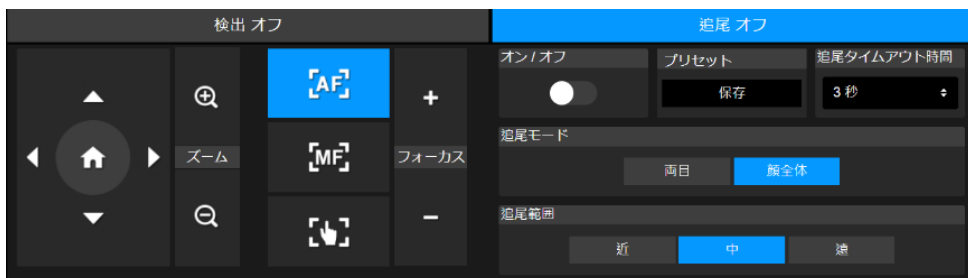 検出 オフ
追尾 オフ
オン / オフ
プリセット
追尾タイムアウト時間
AF
保存
3 秒
追尾モード
ズーム
MF
フォーカス
両目
顔全体
追尾範囲
近
中
遠